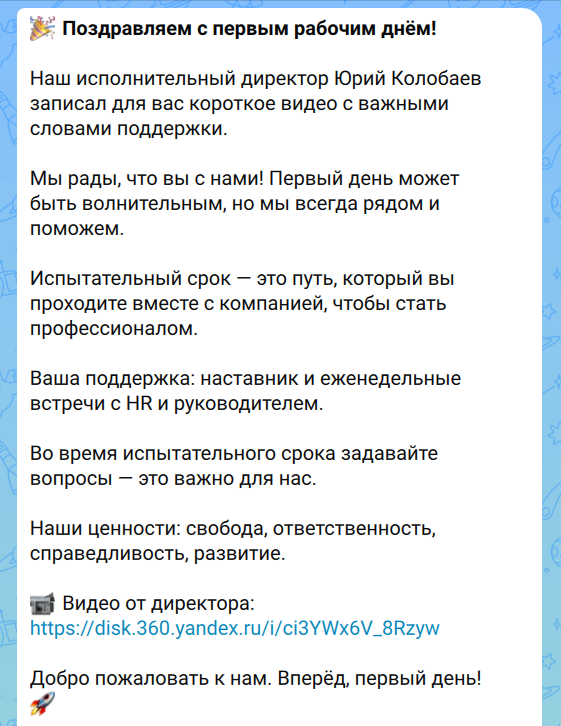 🎉 Поздравляем с первым рабочим днём!
Наш исполнительный директор Юрий Колобаев
записал для вас короткое видео с важными
словами поддержки.
Мы рады, что вы с нами! Первый день может
быть волнительным, но мы всегда рядом и
поможем.
Испытательный срок — это путь, который вы
проходите вместе с компанией, чтобы стать
профессионалом.
Ваша поддержка: наставник и еженедельные
встречи с HR и руководителем.
Во время испытательного срока задавайте
вопросы — это важно для нас.
Наши ценности: свобода, ответственность,
справедливость, развитие.
📹 Видео от директора:
https://disk.360.yandex.ru/i/ci3YWx6V_8Rzyw
Добро пожаловать к нам. Вперёд, первый день!
🚀